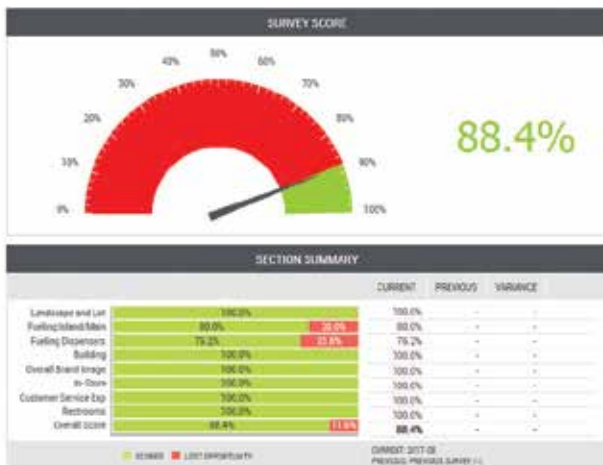 SURVEY SCORE
50%
40%
60%
30%
70%
20%
80%
10%
90%
0%
100%
88.4%
SECTION SUMMARY
CURRENT PREVIOUS VARIANCE
Landscape and Lot 100.0% 100.0% - -
Fueling Island/Main 80.0% 20.0% 80.0% - -
Fueling Dispensers 76.2% 23.8% 76.2% - -
Building 100.0% 100.0% - -
Overall Brand Image 100.0% 100.0% - -
In-Store 100.0% 100.0% - -
Customer Service Exp 100.0% 100.0% - -
Restrooms 100.0% 100.0% - -
Overall Score 88.4% 11.6% 88.4% - -
SCORED LOST OPPORTUNITY
CURRENT: 2017
PREVIOUS: PREVIOUS SURVEY